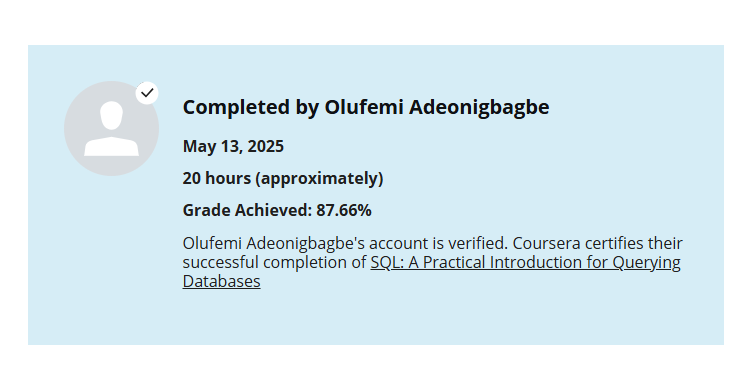 Completed by Olufemi Adeonigbagbe
May 13, 2025
20 hours (approximately)
Grade Achieved: 87.66%
Olufemi Adeonigbagbe's account is verified. Coursera certifies their
successful completion of SQL: A Practical Introduction for Querying
Databases